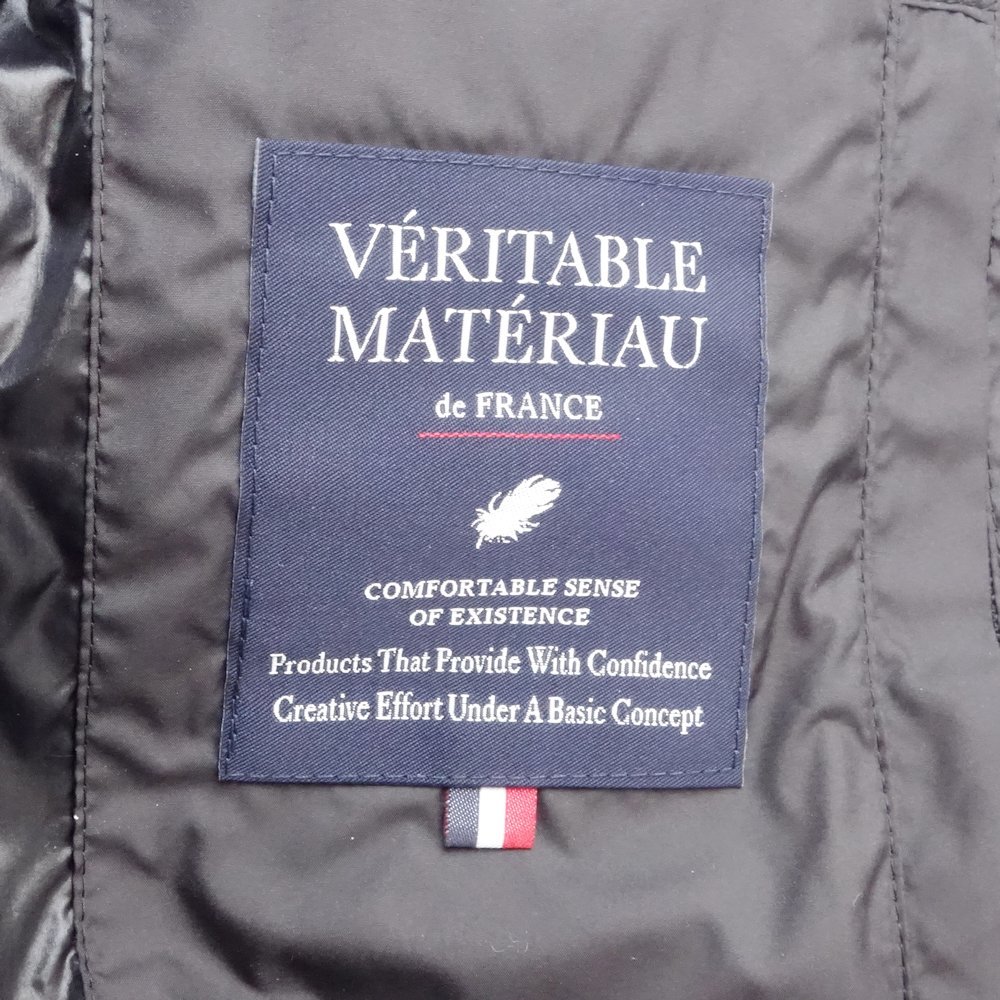 VÉRITABLE
MATÉRIAU
de FRANCE
COMFORTABLE SENSE
OF EXISTENCE
Products That Provide With Confidence
Creative Effort Under A Basic Concept